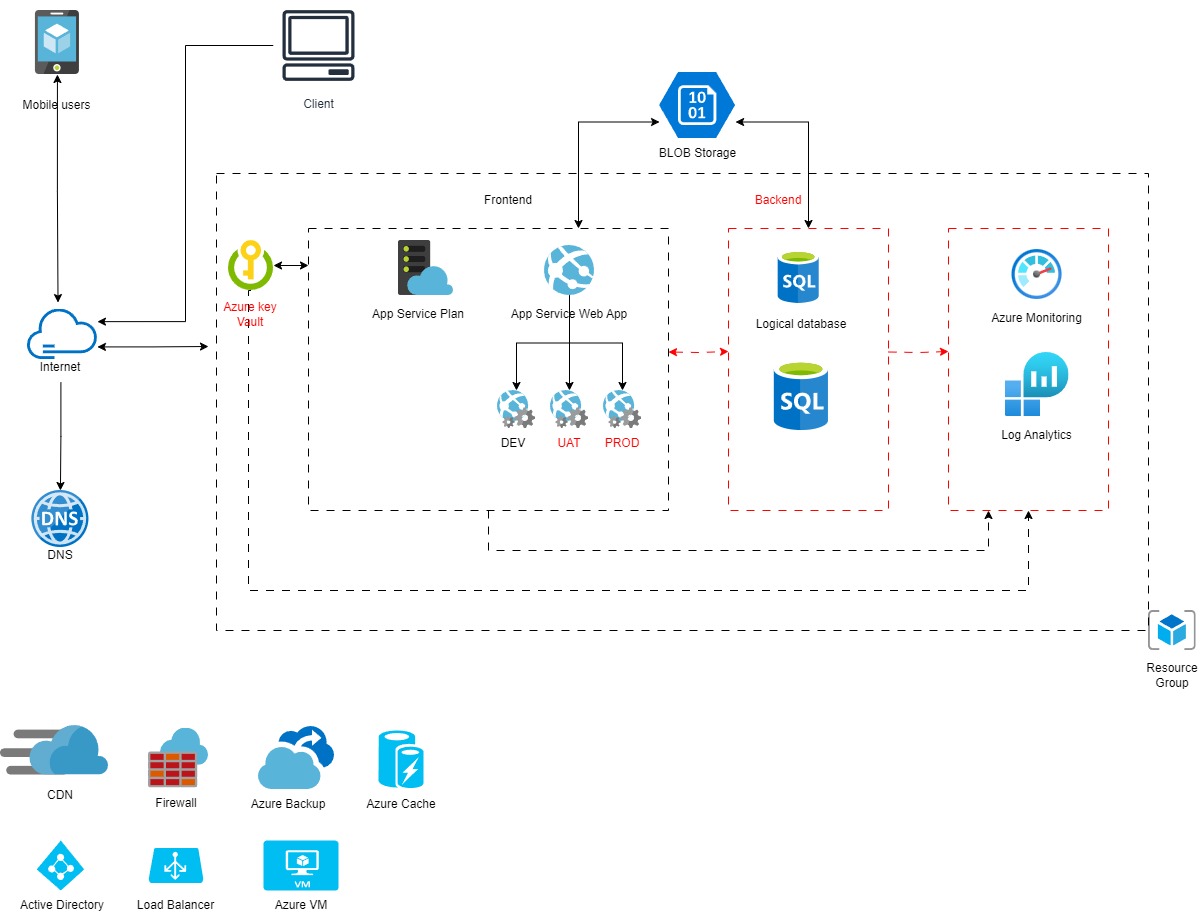 Mobile users
Client
10
01
BLOB Storage
Frontend
Backend
Azure key
Vault
App Service Plan
App Service Web App
SQL
Logical database
Azure Monitoring
Internet
SQL
Log Analytics
DEV
UAT
PROD
DNS
DNS
Resource
Group
CDN
Firewall
Azure Backup
Azure Cache
VM
Active Directory
Load Balancer
Azure VM